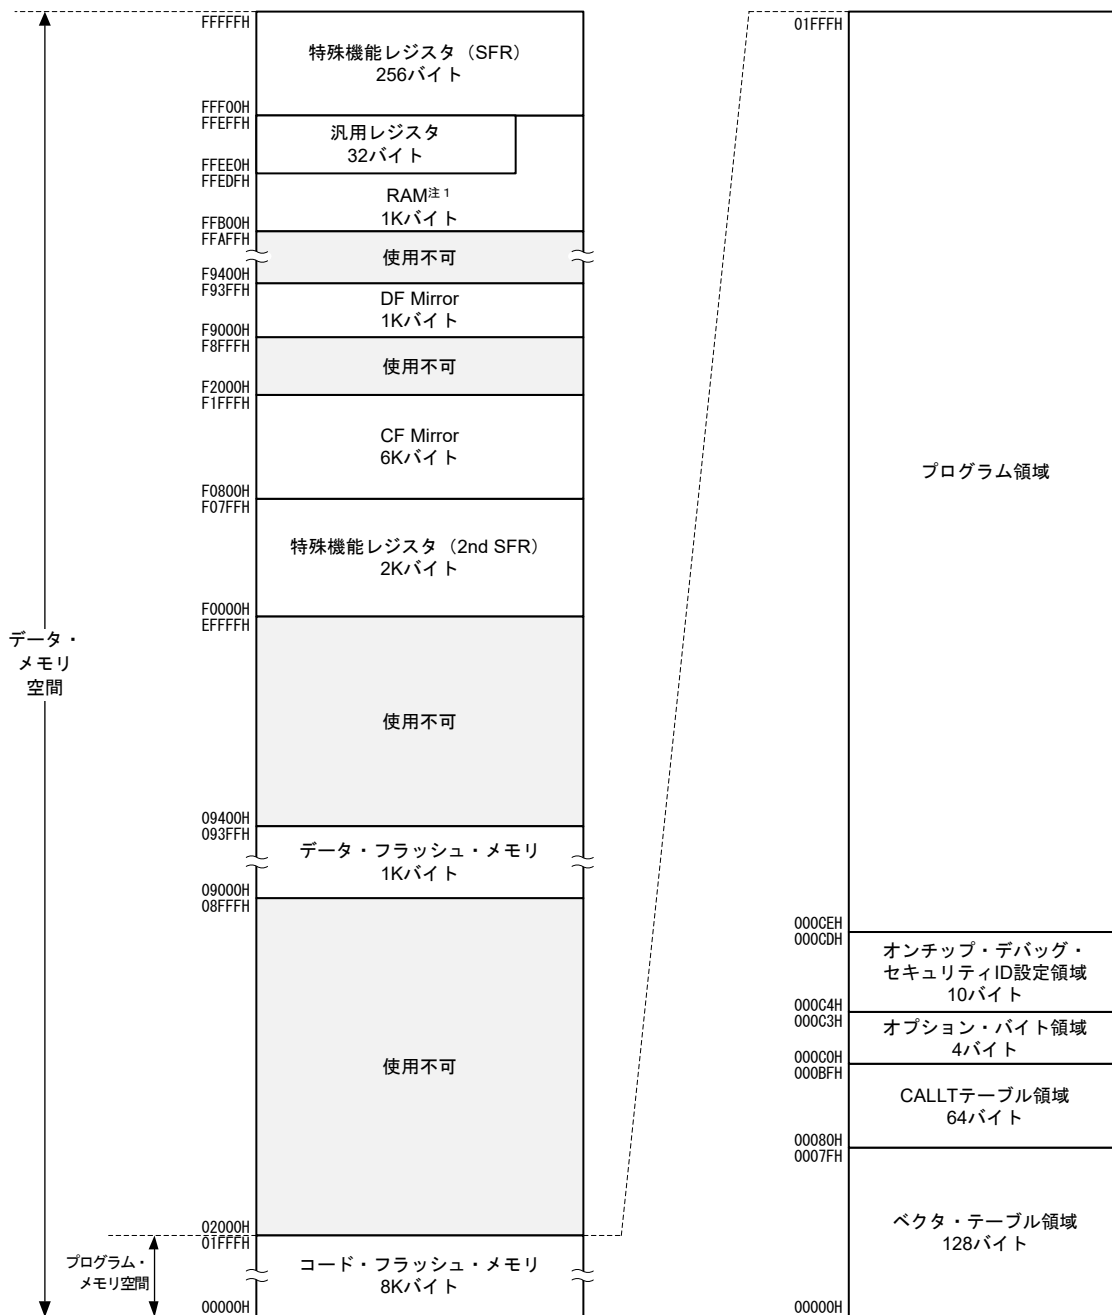 FFFFFH
特殊機能レジスタ（SFR）
256バイト
FFF00H
FFEFFH
汎用レジスタ
32バイト
FFEE0H
FFEDFH
RAM注1
1Kバイト
FFB00H
FFAFFH
使用不可
F9400H
F93FFH
DF Mirror
1Kバイト
F9000H
F8FFFH
使用不可
F2000H
F1FFFH
CF Mirror
6Kバイト
F0800H
F07FFH
特殊機能レジスタ（2nd SFR）
2Kバイト
F0000H
EFFFFH
データ・
メモリ
空間
使用不可
09400H
093FFH
データ・フラッシュ・メモリ
1Kバイト
09000H
08FFFH
使用不可
02000H
01FFFH
プログラム・
メモリ空間
コード・フラッシュ・メモリ
8Kバイト
00000H
01FFFH
プログラム領域
000CEH
000CDH
オンチップ・デバッグ・
セキュリティID設定領域
10バイト
000C4H
000C3H
オプション・バイト領域
4バイト
000C0H
000BFH
CALLTテーブル領域
64バイト
00080H
0007FH
ベクタ・テーブル領域
128バイト
00000H